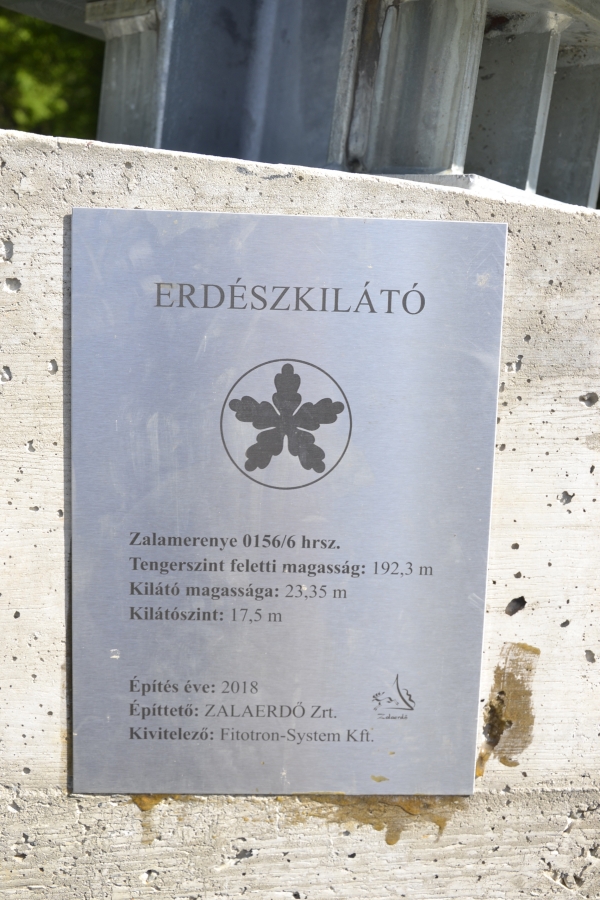 ERDÉSZKILÁTÓ
Zalamerenye 0156/6 hrsz.
Tengerszint feletti magasság: 192,3 m
Kilátó magassága: 23,35 m
Kilátószint: 17,5 m
Építés éve: 2018
Építtető: ZALAERDŐ Zrt.
Zalaerdő
Kivitelező: Fitotron-System Kft.